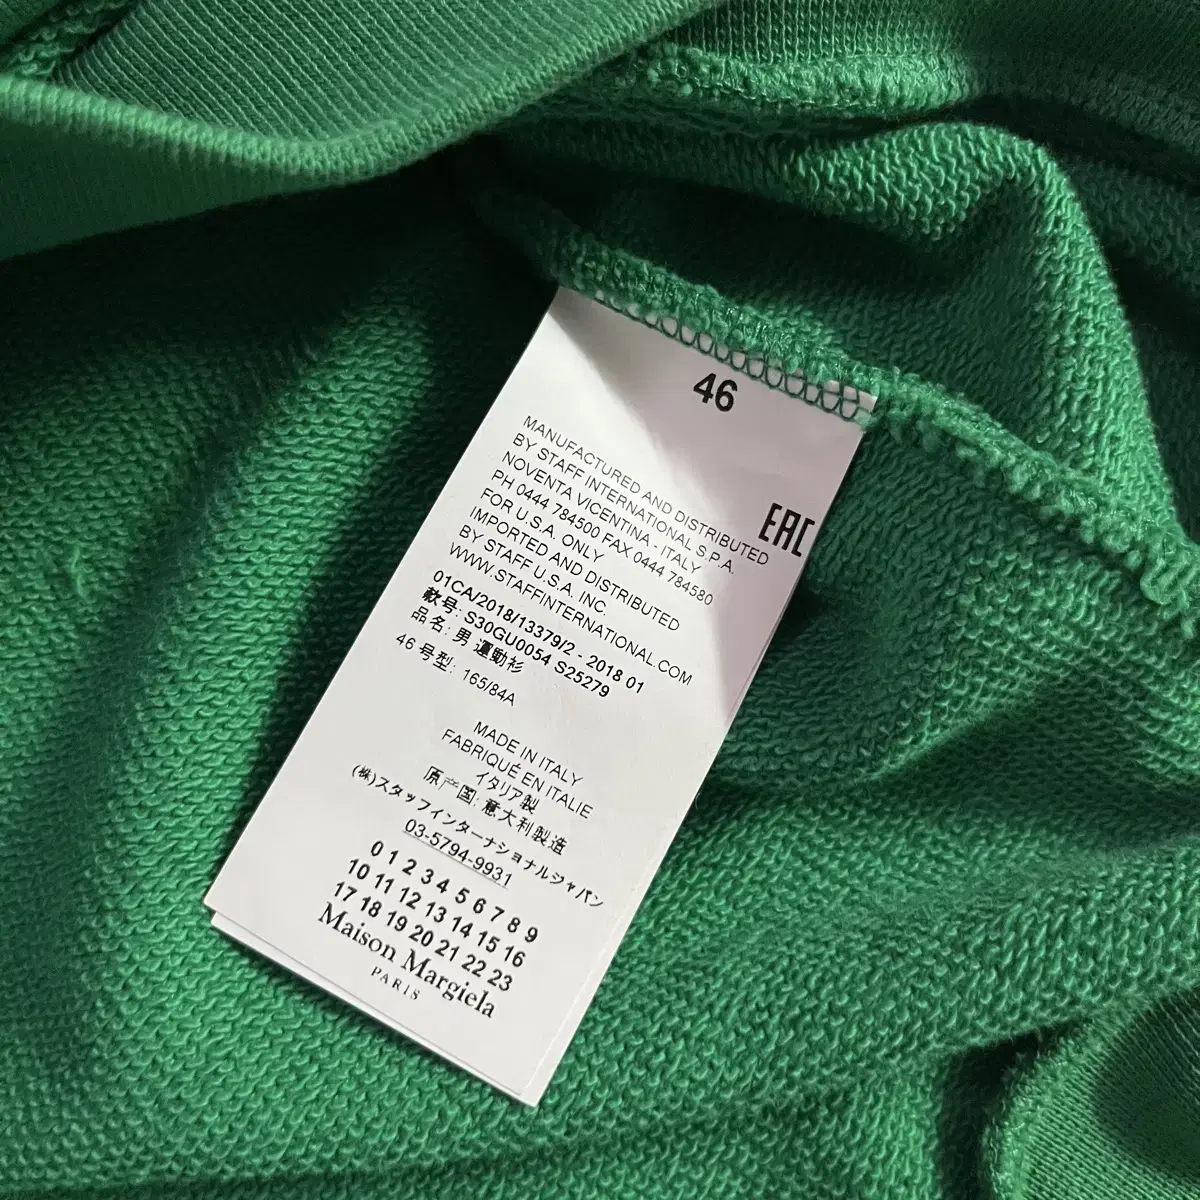 46
MANUFACTURED AND DISTRIBUTED
BY STAFF INTERNATIONAL S.P.A.
NOVENTA VICENTINA - ITALY
PH 0444 784500 FAX 0444 784580
FOR U.S.A. ONLY
IMPORTED AND DISTRIBUTED
BY STAFF U.S.A. INC
WWW.STAFFINTERNATIONAL.COM
EAC
01CA/2018/13379/2 - 2018 01
款号: S30GU0054 S25279
品名: 男 運動衫
46 号型: 165/84A
MADE IN ITALY
FABRIQUÉ EN ITALIE
イタリア製
原产国: 意大利製造
(株)スタッフインターナショナルジャパン
03-5794-9931
0 1 2 3 4 5 6 7 8 9
10 11 12 13 14 15 16
17 18 19 20 21 22 23
Maison Margiela
PARIS